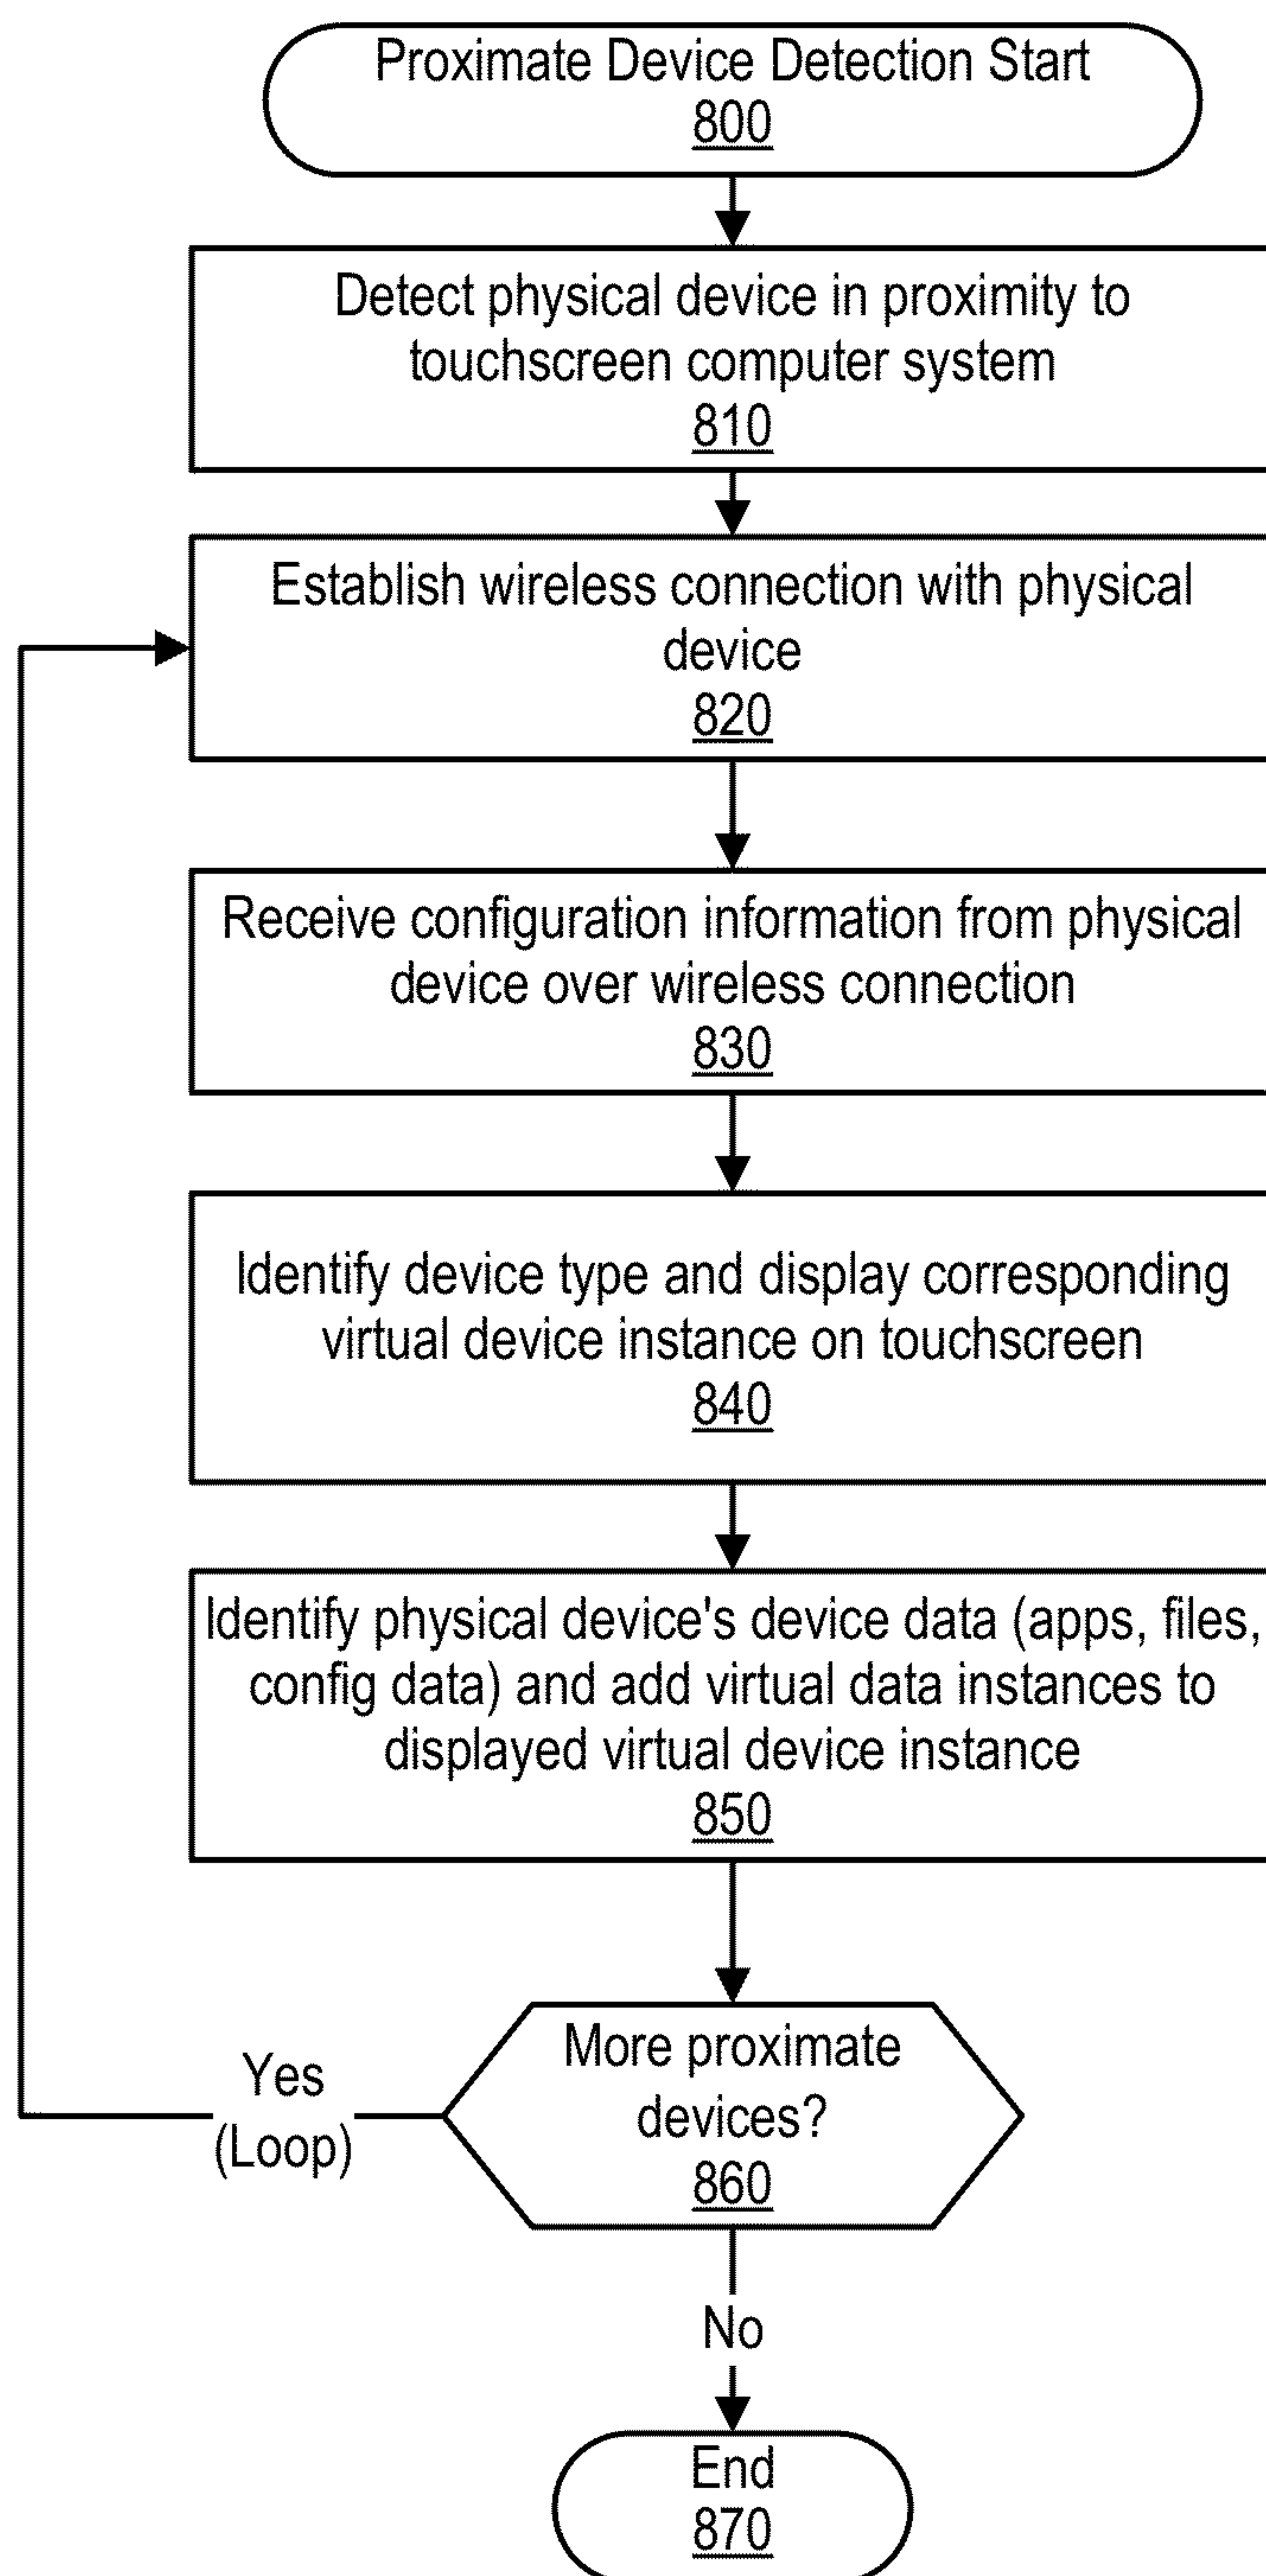 Proximate Device Detection Start
800
Detect physical device in proximity to
touchscreen computer system
810
Establish wireless connection with physical
device
820
Receive configuration information from physical
device over wireless connection
830
Identify device type and display corresponding
virtual device instance on touchscreen
840
Identify physical device's device data (apps, files,
config data) and add virtual data instances to
displayed virtual device instance
850
More proximate
devices?
860
Yes
(Loop)
No
End
870